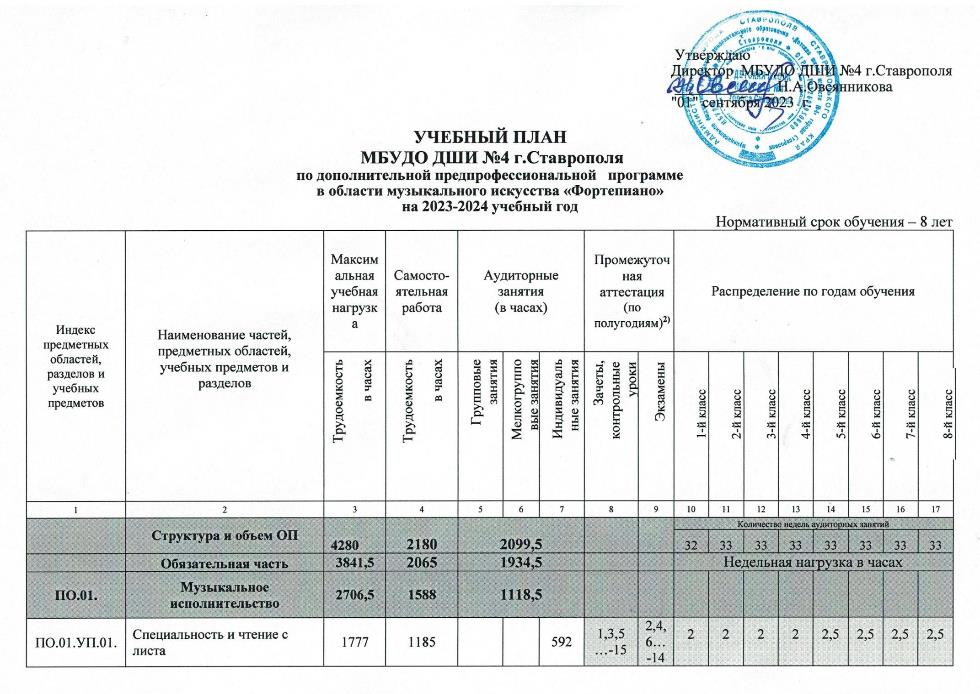 Утверждаю
Директор МБУДО ДШИ №4 г.Ставрополя
Н.А.Овсянникова
"01" сентября 2023 г.
УЧЕБНЫЙ ПЛАН
МБУДО ДШИ №4 г.Ставрополя
по дополнительной предпрофессиональной программе
в области музыкального искусства «Фортепиано»
на 2023-2024 учебный год
Нормативный срок обучения – 8 лет
Индекс
предметных
областей,
разделов и
учебных
предметов
Наименование частей,
предметных областей,
учебных предметов и
разделов
Максим
альная
учебная
нагрузк
а
Самосто-
ятельная
работа
Аудиторные
занятия
(в часах)
Промежуточ
ная
аттестация
(по
полугодиям)2)
Распределение по годам обучения
Трудоемкость
в часах
Трудоемкость
в часах
Групповые
занятия
Мелкогруппо
вые занятия
Индивидуаль
ные занятия
Зачеты,
контрольные
уроки
Экзамены
1-й класс
2-й класс
3-й класс
4-й класс
5-й класс
6-й класс
7-й класс
8-й класс
1 2 3 4 5 6 7 8 9 10 11 12 13 14 15 16 17
Структура и объем ОП
4280 2180 2099,5
Количество недель аудиторных занятий
32 33 33 33 33 33 33 33
Обязательная часть 3841,5 2065 1934,5 Недельная нагрузка в часах
ПО.01.
Музыкальное
исполнительство
2706,5 1588 1118,5
ПО.01.УП.01.
Специальность и чтение с
листа
1777 1185 592
1,3,5
…-15
2,4,
6…
-14
2 2 2 2 2,5 2,5 2,5 2,5